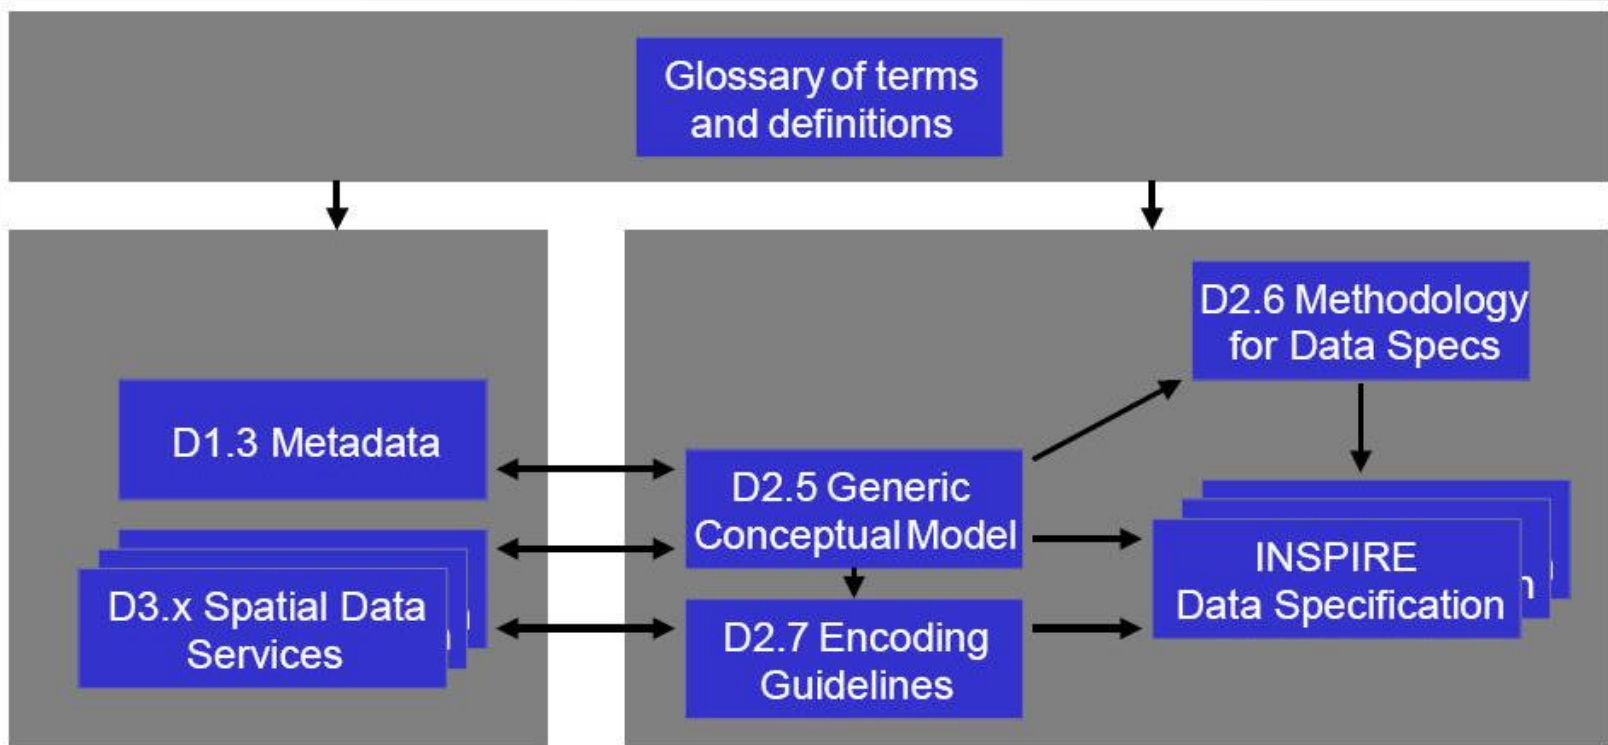 Glossary of terms
and definitions
D2.6 Methodology
for Data Specs
D1.3 Metadata
D2.5 Generic
Conceptual Model
INSPIRE
Data Specification
D3.x Spatial Data
Services
D2.7 Encoding
Guidelines